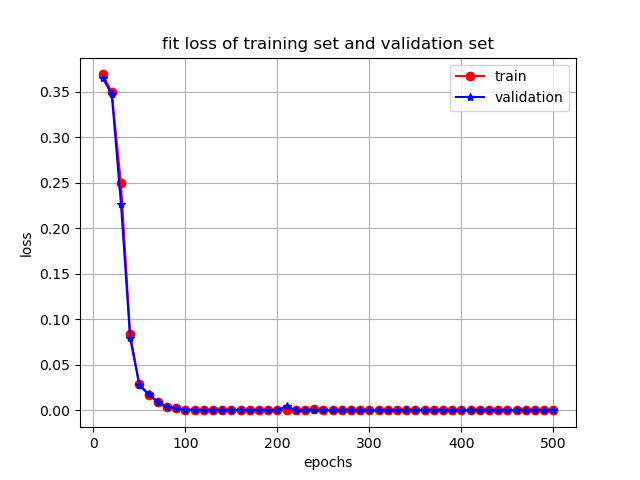 fit loss of training set and validation set
train
validation
0.35
0.30
0.25
0.20
0.15
0.10
0.05
0.00
loss
0 100 200 300 400 500
epochs